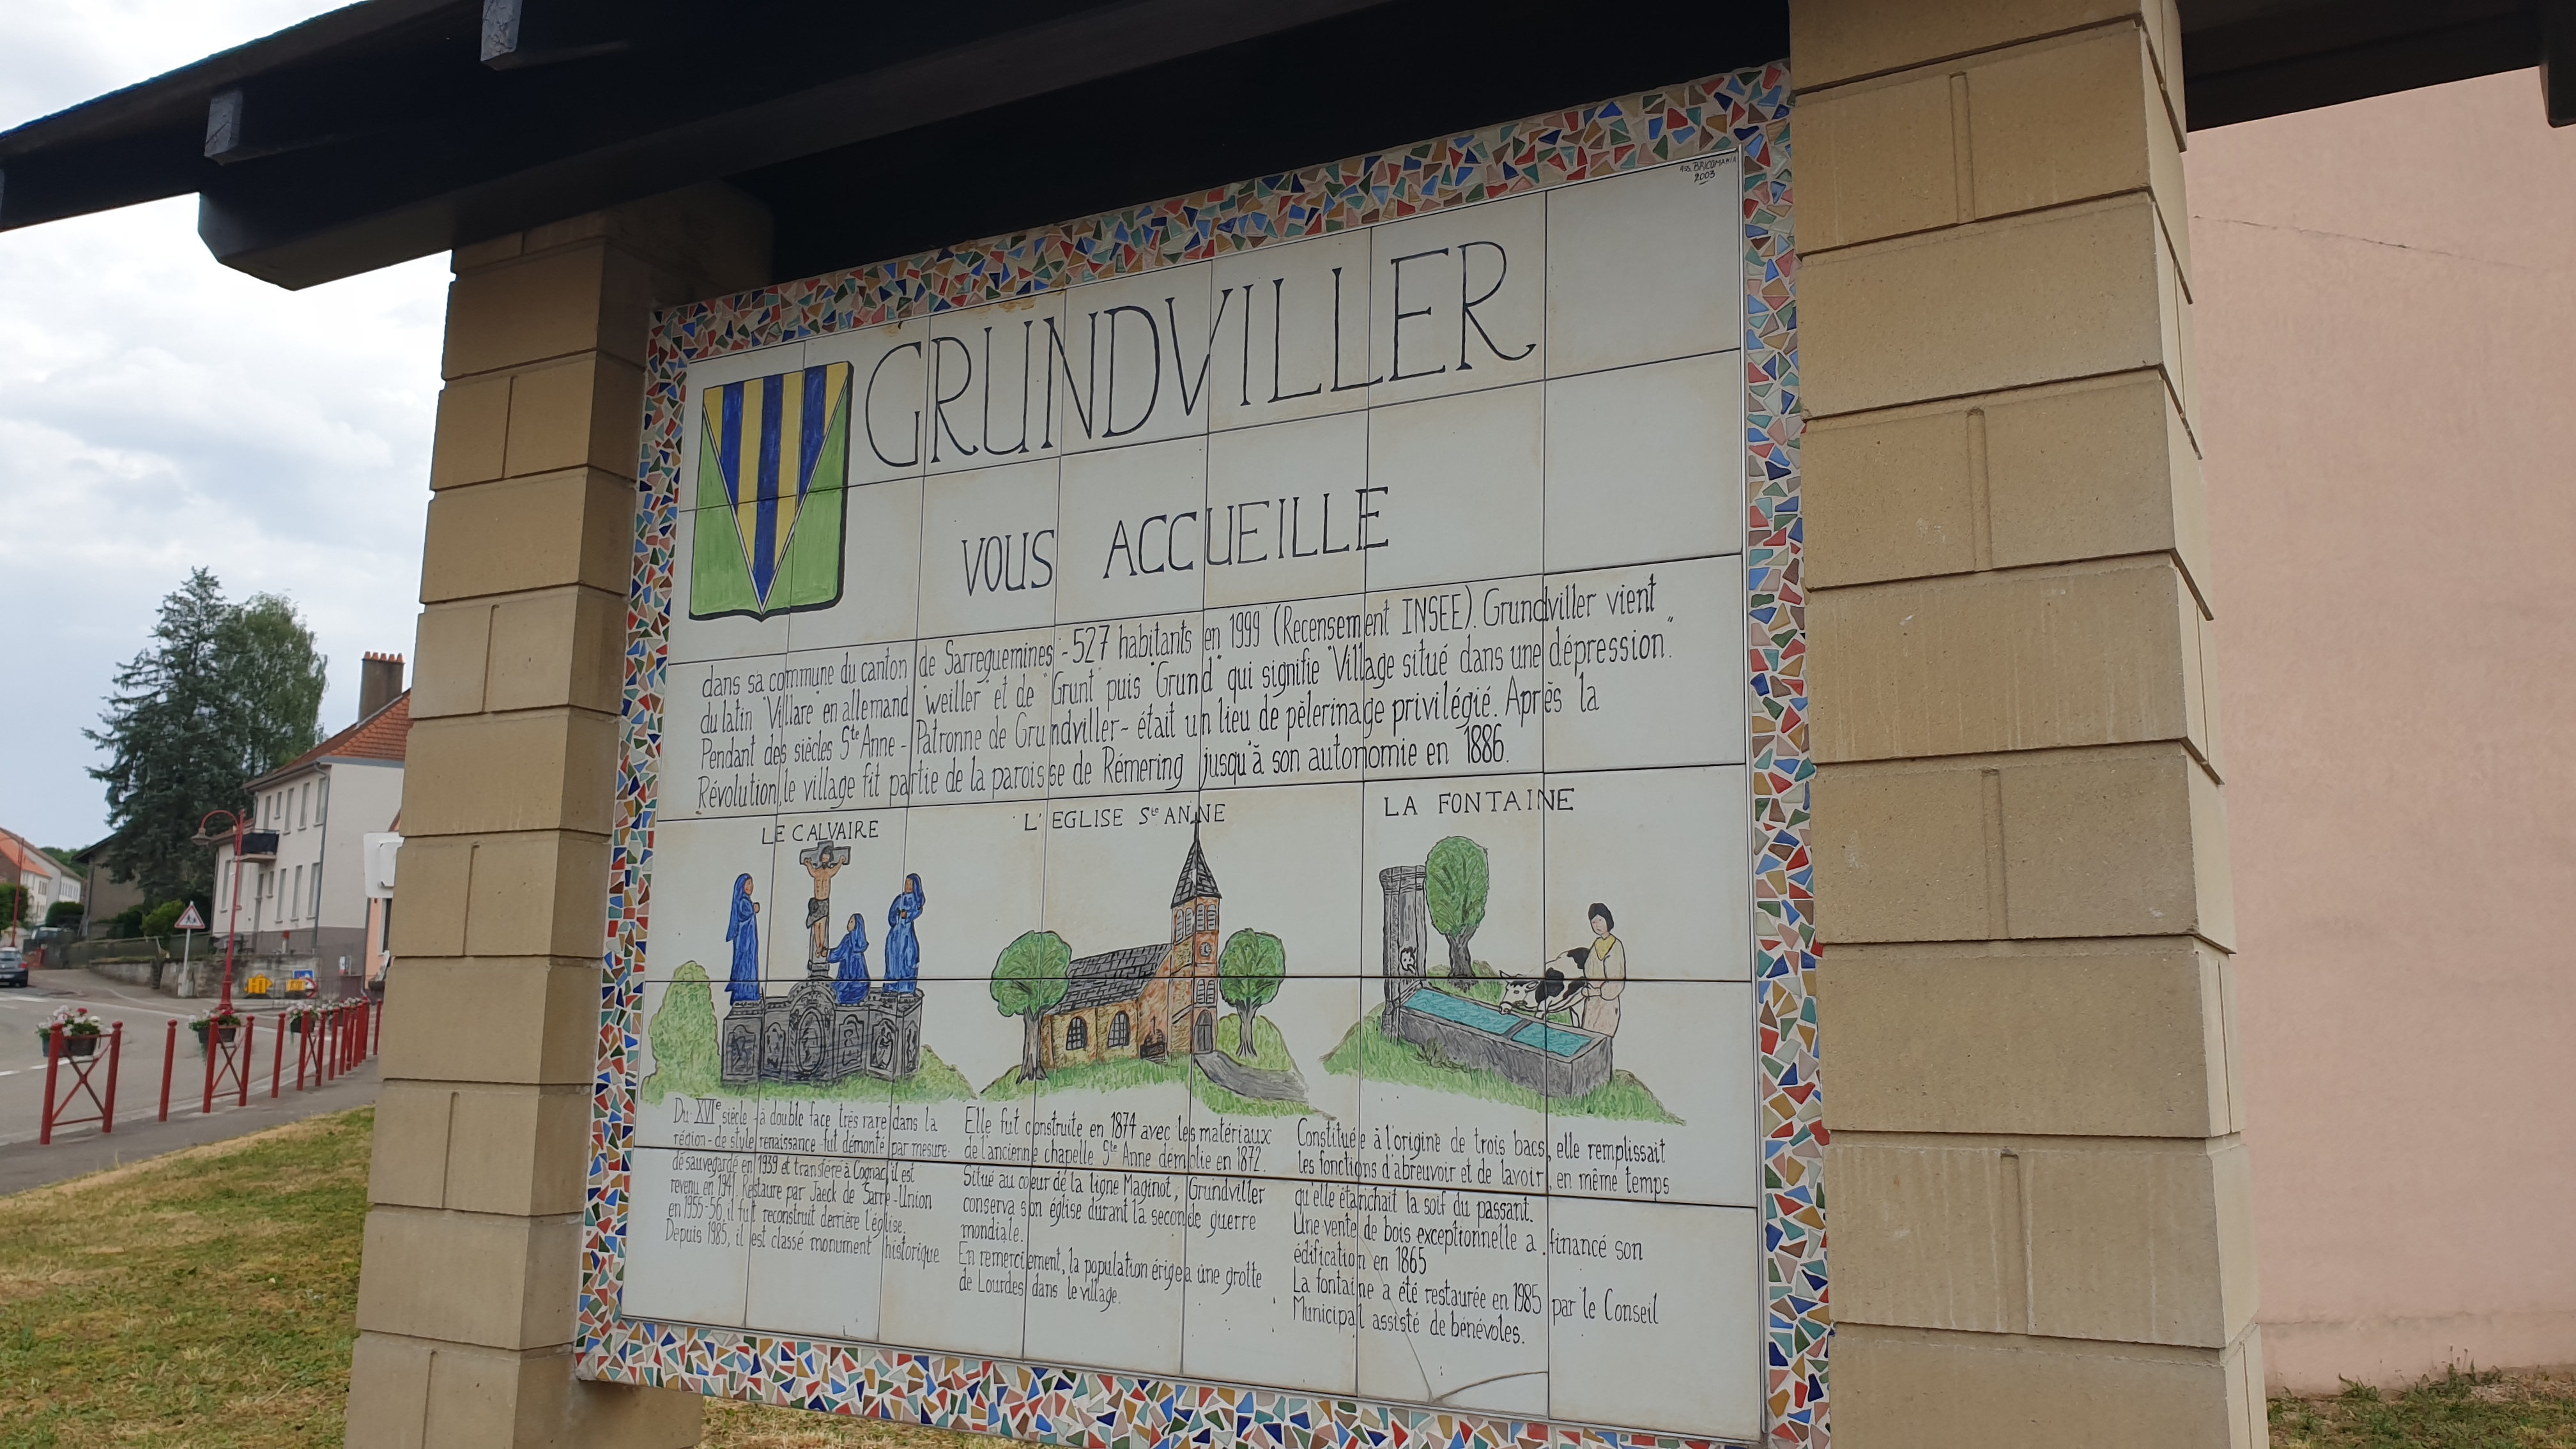 BRICOMANIA
2003
GRUNDVILLER
VOUS ACCUEILLE
dans sa commune du canton de Sarreguemines - 527 habitants en 1999 (Recensement INSEE). Grundviller vient
du latin "Villare" en allemand "weiller" et de "Grunt" puis "Grund" qui signifie "Village situé dans une dépression."
Pendant des siècles Ste Anne - Patronne de Grundviller - était un lieu de pèlerinage privilégié. Après la
Révolution, le village fit partie de la paroisse de Rémering jusqu'à son autonomie en 1886.
LE CALVAIRE
Du XVIe siècle - à double face très rare dans la
région - de style renaissance - fut démonté par mesure
de sauvegarde en 1939 et transféré à Cognac, il est
revenu en 1941. Restauré par Jaeck de Sarre-Union
en 1955-56, il fut reconstruit derrière l'église.
Depuis 1985, il est classé monument historique
L'EGLISE Ste ANNE
Elle fut construite en 1874 avec les matériaux
de l'ancienne chapelle Ste Anne démolie en 1872.
Situé au coeur de la ligne Maginot, Grundviller
conserva son église durant la seconde guerre
mondiale.
En remerciement, la population érigea une grotte
de Lourdes dans le village.
LA FONTAINE
Constituée à l'origine de trois bacs, elle remplissait
les fonctions d'abreuvoir et de lavoir, en même temps
qu'elle étanchait la soif du passant.
Une vente de bois exceptionnelle a financé son
édification en 1865
La fontaine a été restaurée en 1985 par le Conseil
Municipal assisté de bénévoles.